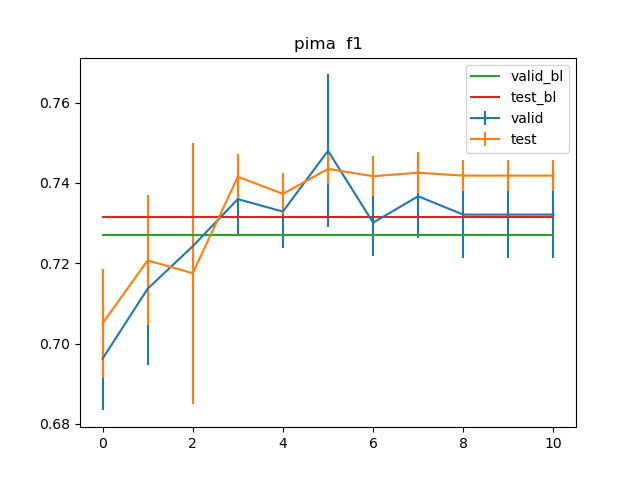 pima f1
valid_bl
test_bl
valid
test
0.76
0.74
0.72
0.70
0.68
0 2 4 6 8 10